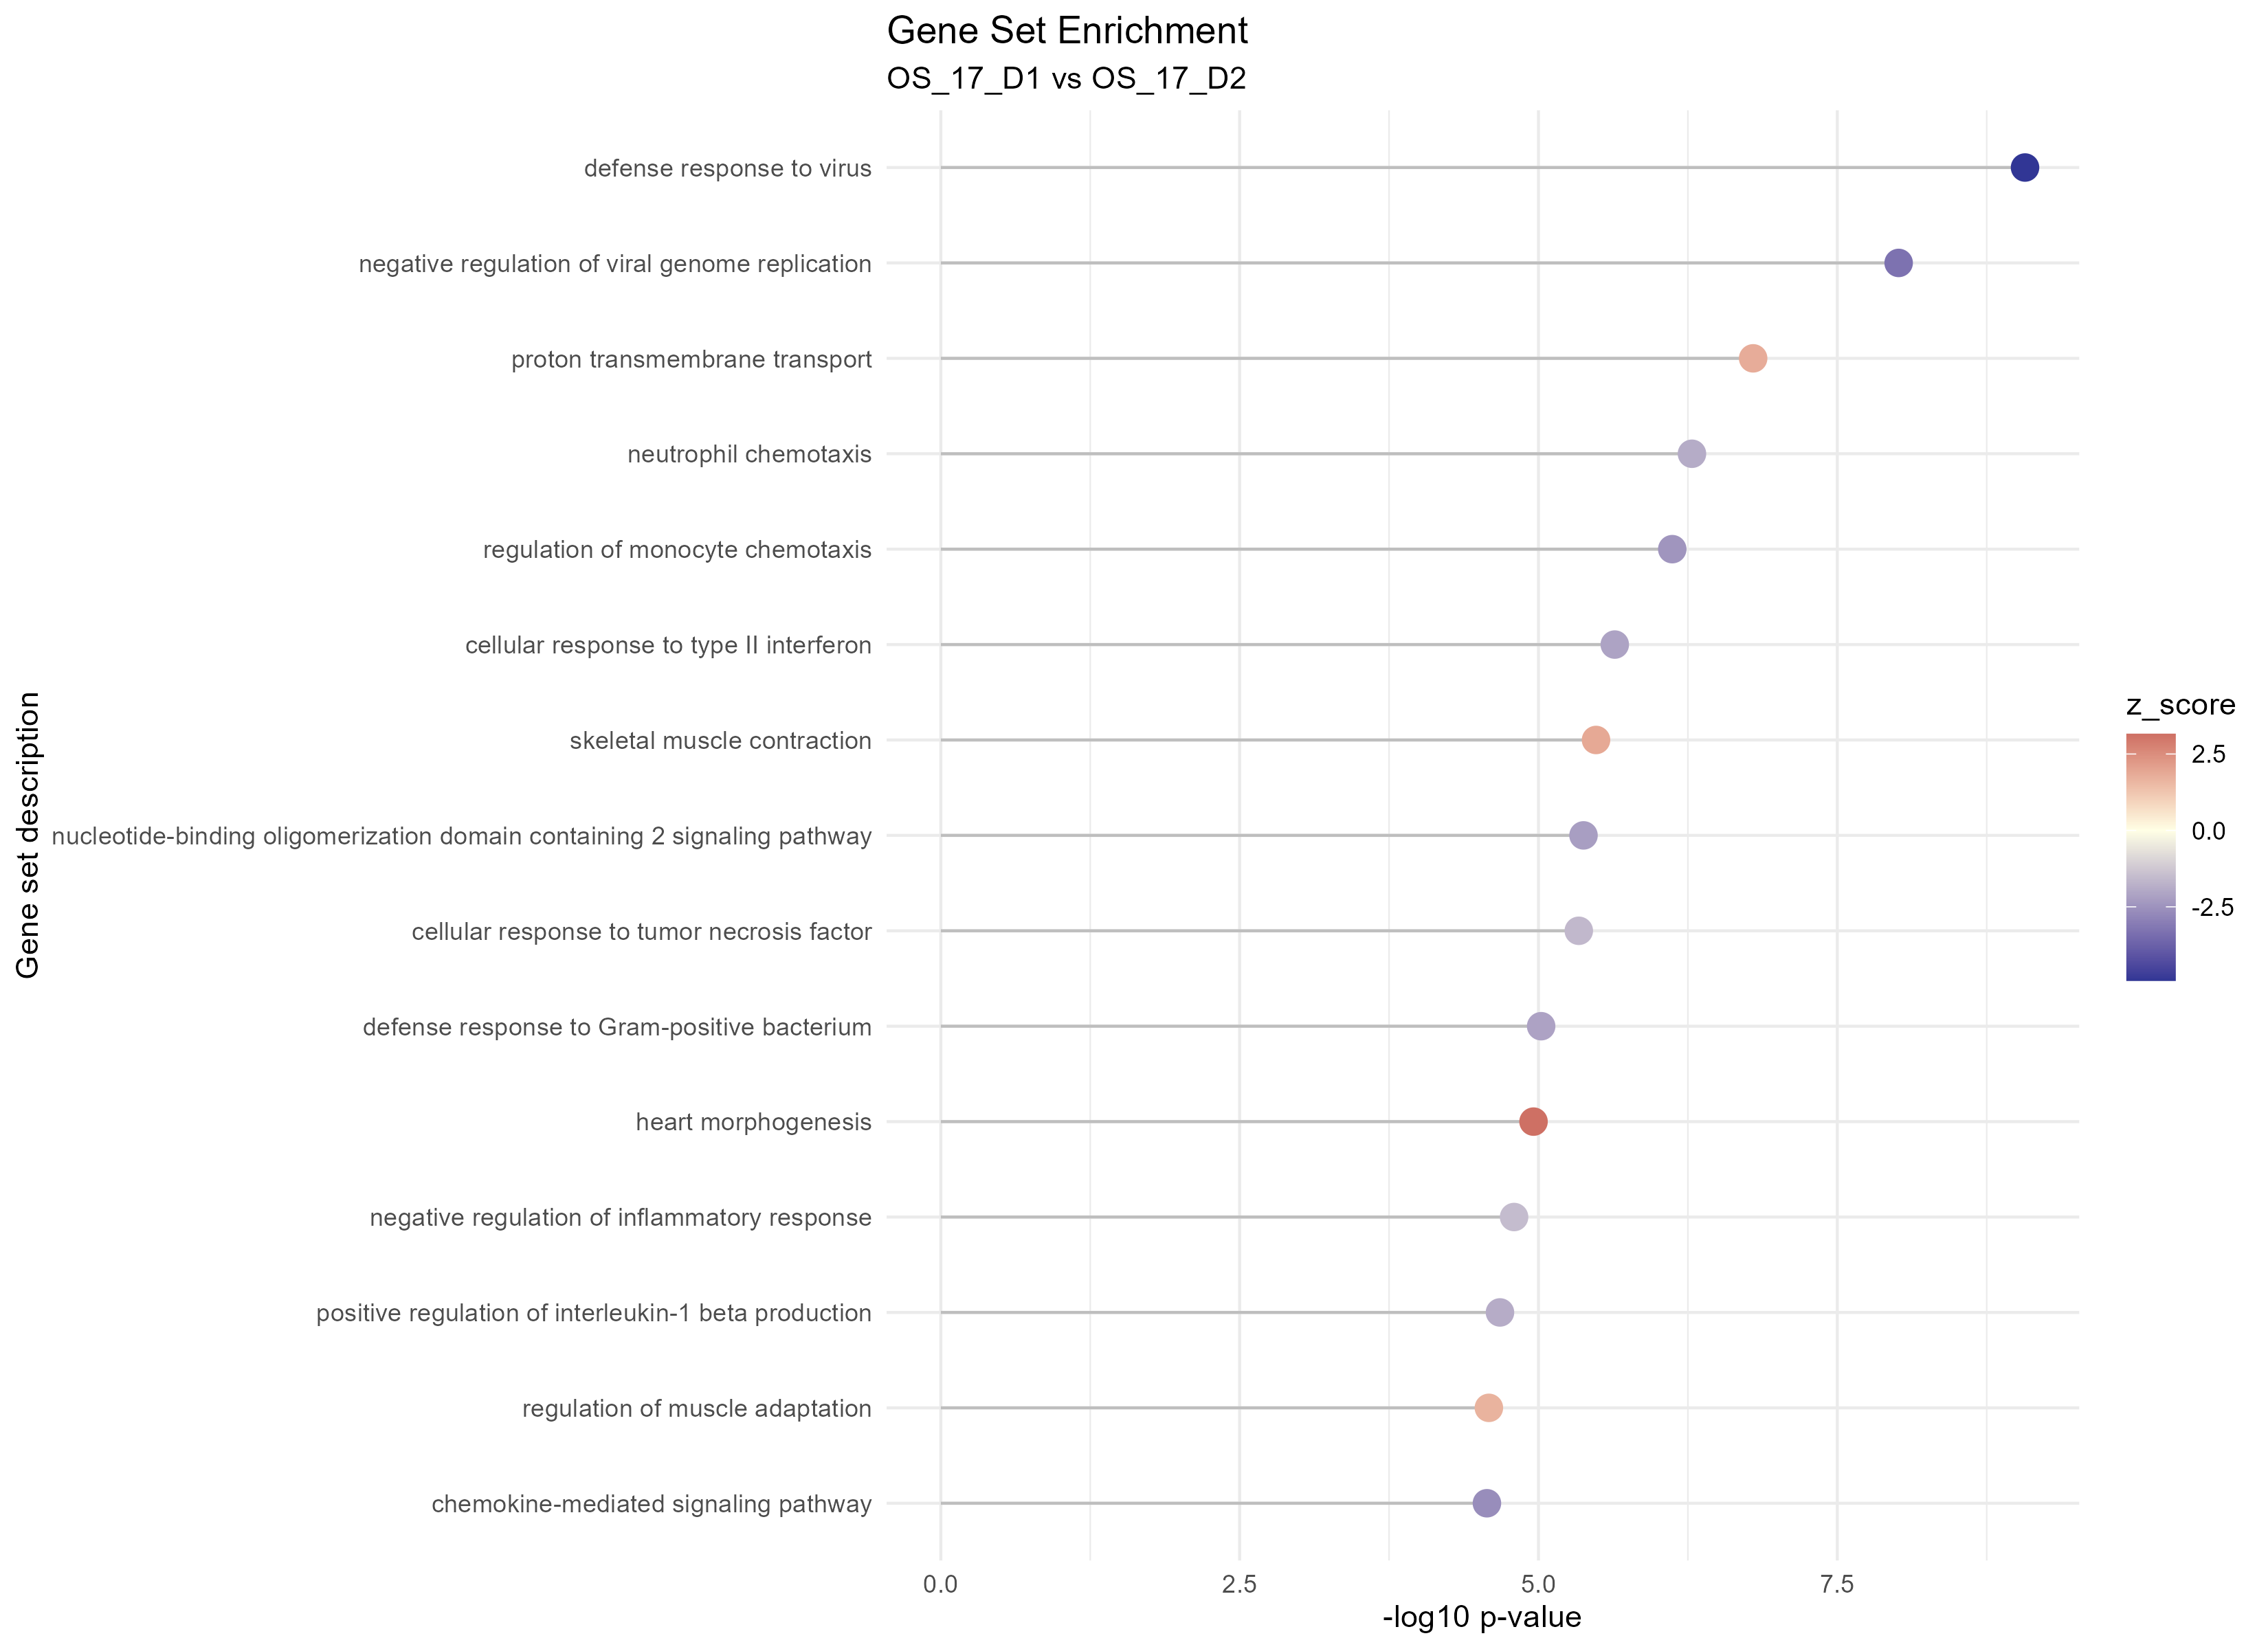 Gene Set Enrichment
OS_17_D1 vs OS_17_D2
Gene set description
defense response to virus
negative regulation of viral genome replication
proton transmembrane transport
neutrophil chemotaxis
regulation of monocyte chemotaxis
cellular response to type II interferon
skeletal muscle contraction
nucleotide-binding oligomerization domain containing 2 signaling pathway
cellular response to tumor necrosis factor
defense response to Gram-positive bacterium
heart morphogenesis
negative regulation of inflammatory response
positive regulation of interleukin-1 beta production
regulation of muscle adaptation
chemokine-mediated signaling pathway
0.0 2.5 5.0 7.5
-log10 p-value
z_score
2.5
0.0
-2.5